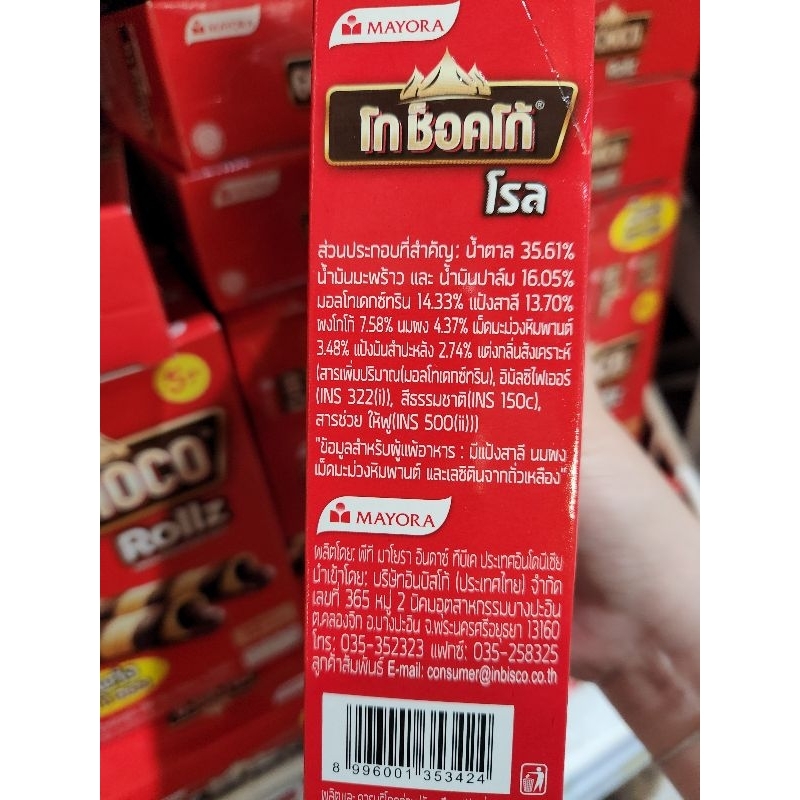 MAYORA
MAYORA
MAYORA
โก ช็อคโก้®
โรล
ส่วนประกอบที่สำคัญ: น้ำตาล 35.61%
น้ำมันมะพร้าว และ น้ำมันปาล์ม 16.05%
มอลโทเดกซ์ทริน 14.33% แป้งสาลี 13.70%
ผงโกโก้ 7.58% นมผง 4.37% เม็ดมะม่วงหิมพานต์
3.48% แป้งมันสำปะหลัง 2.74% แต่งกลิ่นสังเคราะห์
(สารเพิ่มปริมาณ(มอลโทเดกซ์ทริน), อิมัลซิไฟเออร์
(INS 322(i)), สีธรรมชาติ(INS 150c),
สารช่วย ให้ฟู(INS 500(ii)))
"ข้อมูลสำหรับผู้แพ้อาหาร : มีแป้งสาลี นมผง
เม็ดมะม่วงหิมพานต์ และเลซิตินจากถั่วเหลือง"
MAYORA
ผลิตโดย: พีที มาโยรา อินดาซ์ ทีบีเค ประเทศอินโดนีเซีย
นำเข้าโดย: บริษัทอินบิสโก้ (ประเทศไทย) จำกัด
เลขที่ 365 หมู่ 2 นิคมอุตสาหกรรมบางปะอิน
ต.คลองจิก อ.บางปะอิน จ.พระนครศรีอยุธยา 13160
โทร: 035-352323 แฟกซ์: 035-258325
ลูกค้าสัมพันธ์ E-mail: consumer@inbisco.co.th
8 996001 353424
5+
Rollz